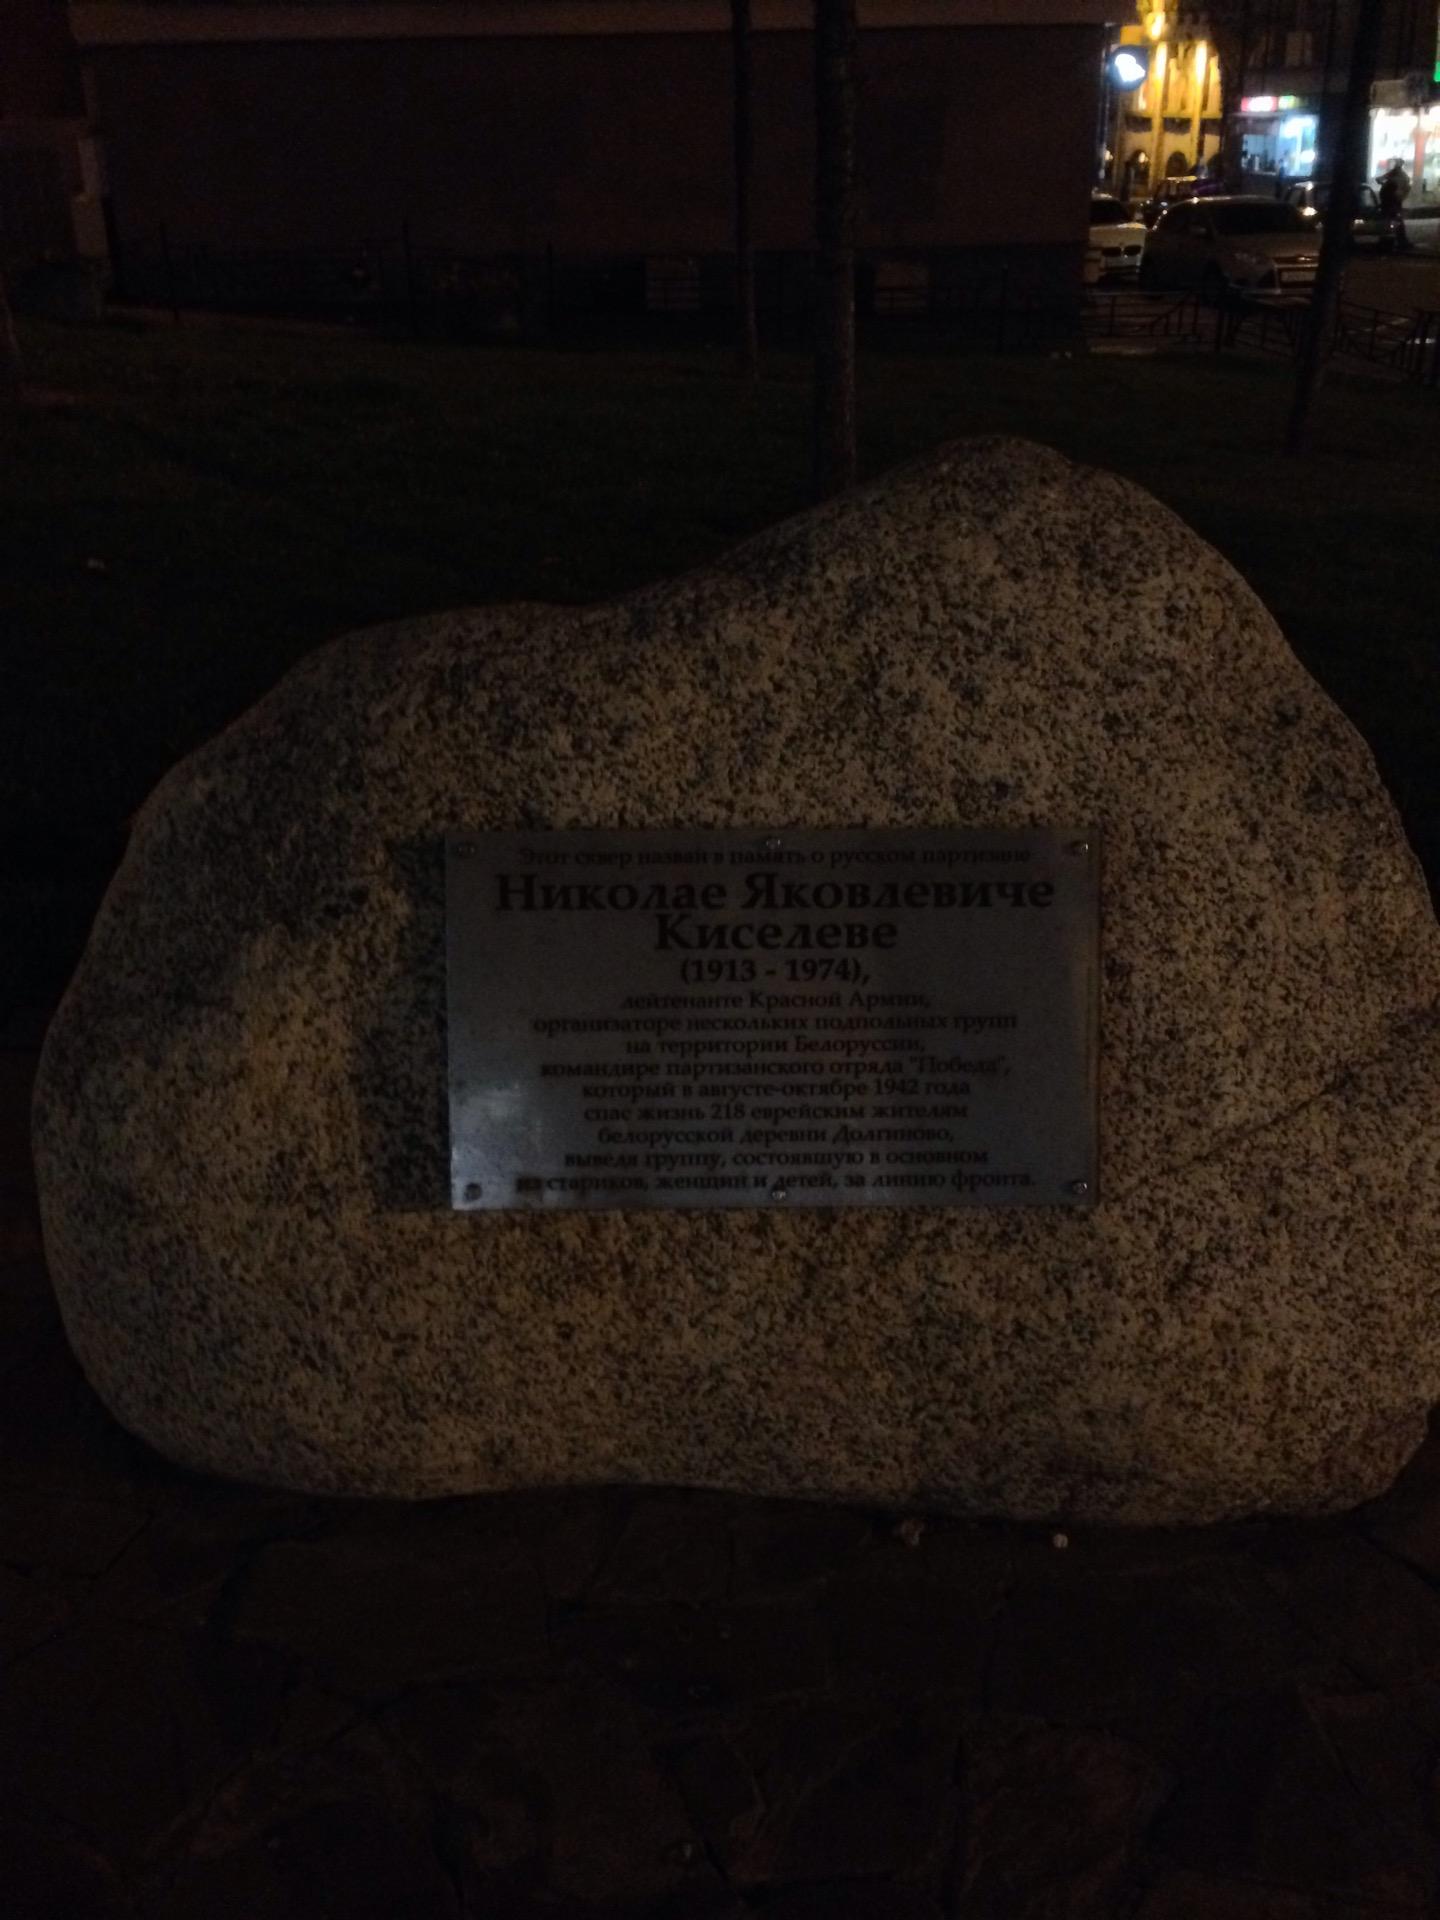 Этот сквер назван в память о русском партизане
Николае Яковлевиче
Киселеве
(1913 - 1974),
лейтенанте Красной Армии,
организаторе нескольких подпольных групп
на территории Белоруссии,
командире партизанского отряда "Победа",
который в августе-октябре 1942 года
спас жизнь 218 еврейским жителям
белорусской деревни Долгиново,
выведя группу, состоявшую в основном
из стариков, женщин и детей, за линию фронта.